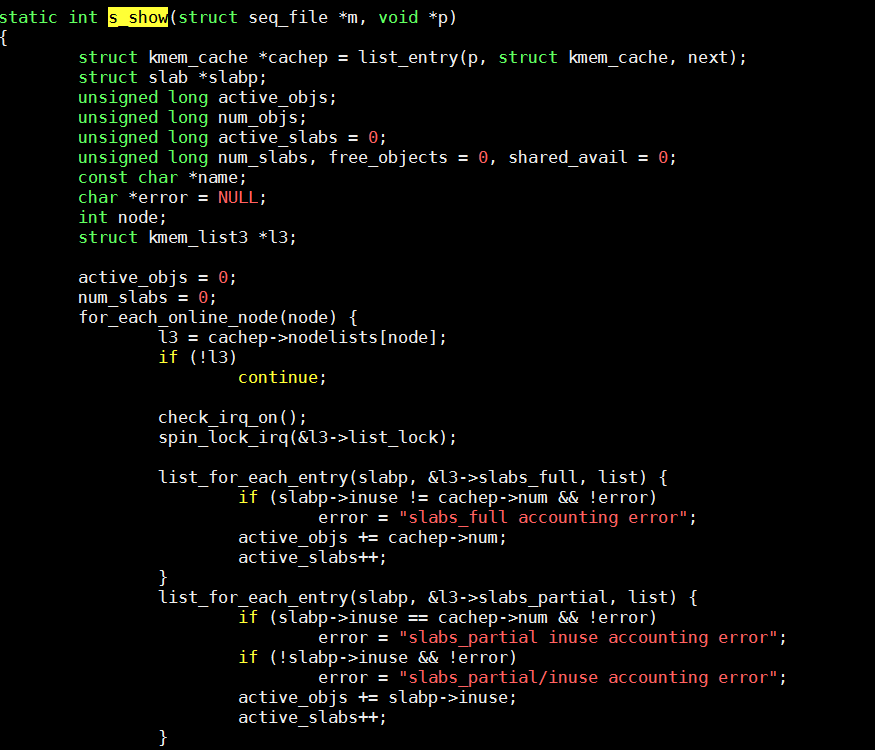 static int s_show(struct seq_file *m, void *p)
{
        struct kmem_cache *cachep = list_entry(p, struct kmem_cache, next);
        struct slab *slabp;
        unsigned long active_objs;
        unsigned long num_objs;
        unsigned long active_slabs = 0;
        unsigned long num_slabs, free_objects = 0, shared_avail = 0;
        const char *name;
        char *error = NULL;
        int node;
        struct kmem_list3 *l3;

        active_objs = 0;
        num_slabs = 0;
        for_each_online_node(node) {
                l3 = cachep->nodelists[node];
                if (!l3)
                        continue;

                check_irq_on();
                spin_lock_irq(&l3->list_lock);

                list_for_each_entry(slabp, &l3->slabs_full, list) {
                        if (slabp->inuse != cachep->num && !error)
                                error = "slabs_full accounting error";
                        active_objs += cachep->num;
                        active_slabs++;
                }
                list_for_each_entry(slabp, &l3->slabs_partial, list) {
                        if (slabp->inuse == cachep->num && !error)
                                error = "slabs_partial inuse accounting error";
                        if (!slabp->inuse && !error)
                                error = "slabs_partial/inuse accounting error";
                        active_objs += slabp->inuse;
                        active_slabs++;
                }